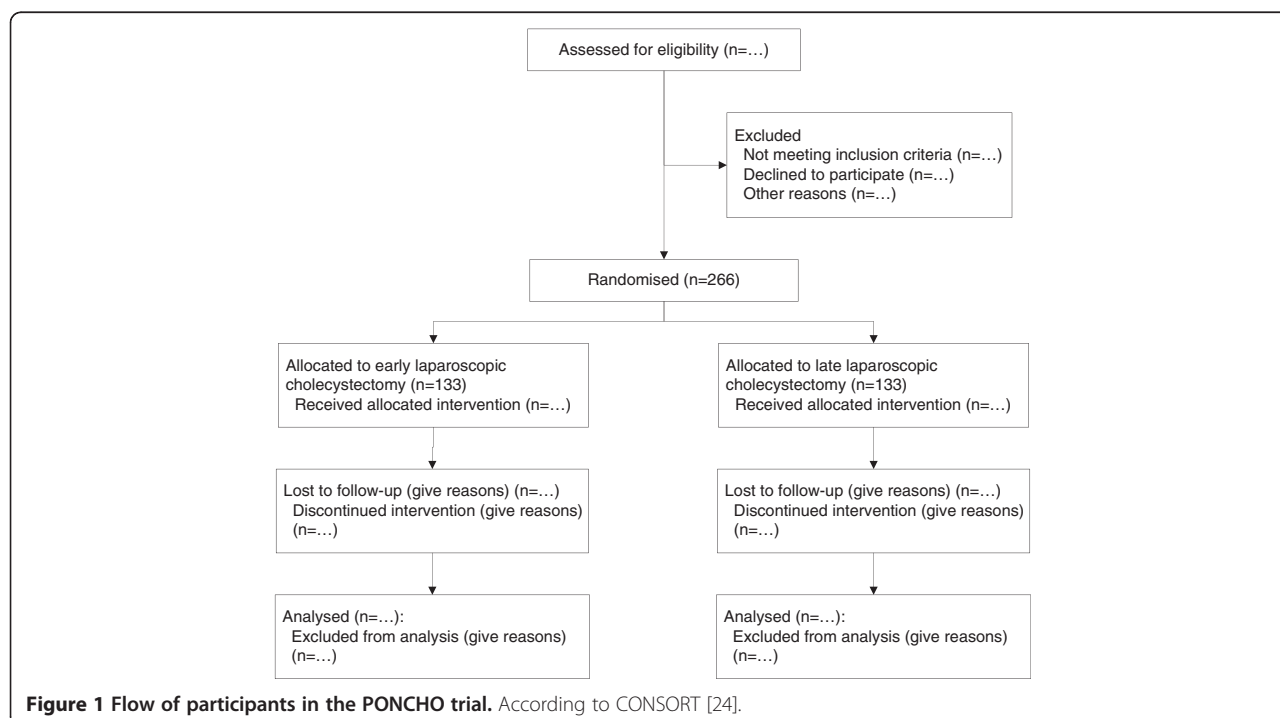 Assessed for eligibility (n=…)
Excluded
Not meeting inclusion criteria (n=…)
Declined to participate (n=…)
Other reasons (n=…)
Randomised (n=266)
Allocated to early laparoscopic
cholecystectomy (n=133)
Received allocated intervention (n=…)
Allocated to late laparoscopic
cholecystectomy (n=133)
Received allocated intervention (n=…)
Lost to follow-up (give reasons) (n=…)
Discontinued intervention (give reasons)
(n=…)
Lost to follow-up (give reasons) (n=…)
Discontinued intervention (give reasons)
(n=…)
Analysed (n=…):
Excluded from analysis (give reasons)
(n=…)
Analysed (n=…):
Excluded from analysis (give reasons)
(n=…)
Figure 1 Flow of participants in the PONCHO trial. According to CONSORT [24].